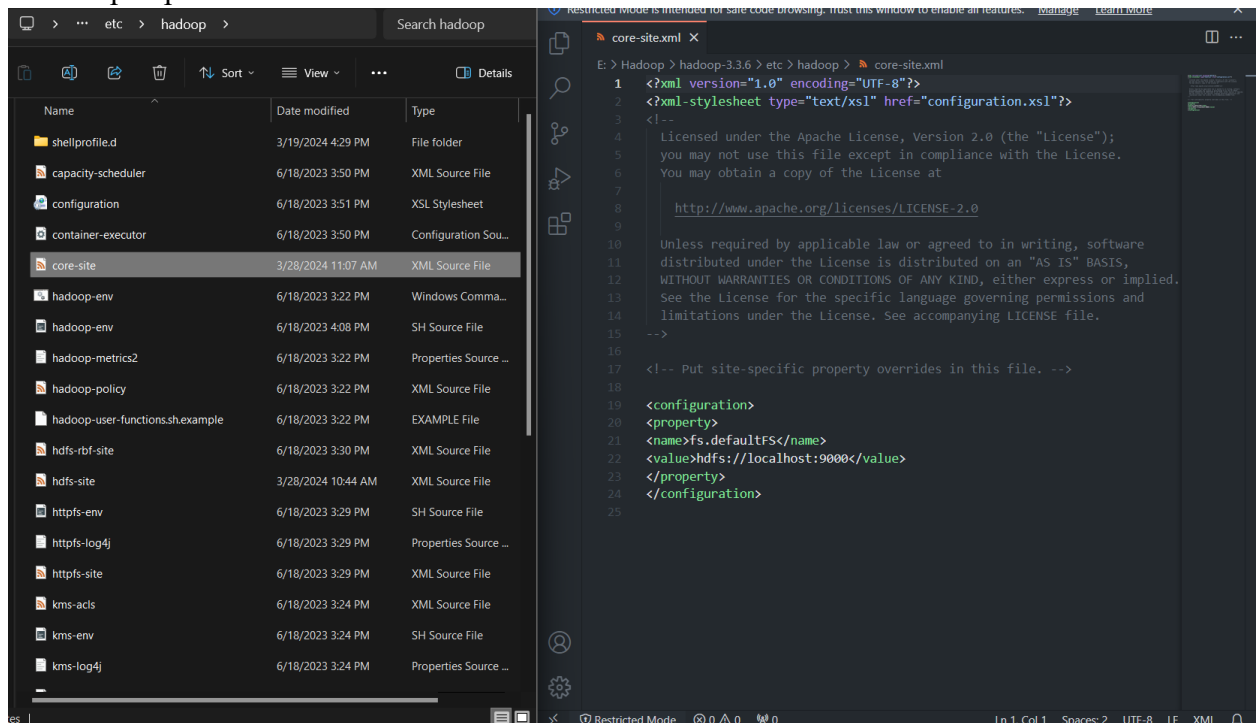 etc > hadoop >
Search hadoop
Sort
View
Details
Name
Date modified
Type
shellprofile.d 3/19/2024 4:29 PM File folder
capacity-scheduler 6/18/2023 3:50 PM XML Source File
configuration 6/18/2023 3:51 PM XSL Stylesheet
container-executor 6/18/2023 3:50 PM Configuration Sou...
core-site 3/28/2024 11:07 AM XML Source File
hadoop-env 6/18/2023 3:22 PM Windows Comma...
hadoop-env 6/18/2023 4:08 PM SH Source File
hadoop-metrics2 6/18/2023 3:22 PM Properties Source ...
hadoop-policy 6/18/2023 3:22 PM XML Source File
hadoop-user-functions.sh.example 6/18/2023 3:22 PM EXAMPLE File
hdfs-rbf-site 6/18/2023 3:30 PM XML Source File
hdfs-site 3/28/2024 10:44 AM XML Source File
httpfs-env 6/18/2023 3:29 PM SH Source File
httpfs-log4j 6/18/2023 3:29 PM Properties Source ...
httpfs-site 6/18/2023 3:29 PM XML Source File
kms-acls 6/18/2023 3:24 PM XML Source File
kms-env 6/18/2023 3:24 PM SH Source File
kms-log4j 6/18/2023 3:24 PM Properties Source ...
Restricted Mode is intended for safe code browsing. Trust this window to enable all features. Manage Learn More
core-site.xml
E: > Hadoop > hadoop-3.3.6 > etc > hadoop > core-site.xml
1 <?xml version="1.0" encoding="UTF-8"?>
2 <?xml-stylesheet type="text/xsl" href="configuration.xsl"?>
3 <!--
4 Licensed under the Apache License, Version 2.0 (the "License");
5 you may not use this file except in compliance with the License.
6 You may obtain a copy of the License at
7
8 http://www.apache.org/licenses/LICENSE-2.0
9
10 Unless required by applicable law or agreed to in writing, software
11 distributed under the License is distributed on an "AS IS" BASIS,
12 WITHOUT WARRANTIES OR CONDITIONS OF ANY KIND, either express or implied.
13 See the License for the specific language governing permissions and
14 limitations under the License. See accompanying LICENSE file.
15 -->
16
17 <!-- Put site-specific property overrides in this file. -->
18
19 <configuration>
20 <property>
21 <name>fs.defaultFS</name>
22 <value>hdfs://localhost:9000</value>
23 </property>
24 </configuration>
25
Restricted Mode 0 0 0 Ln 1, Col 1 Spaces: 2 UTF-8 LF XML